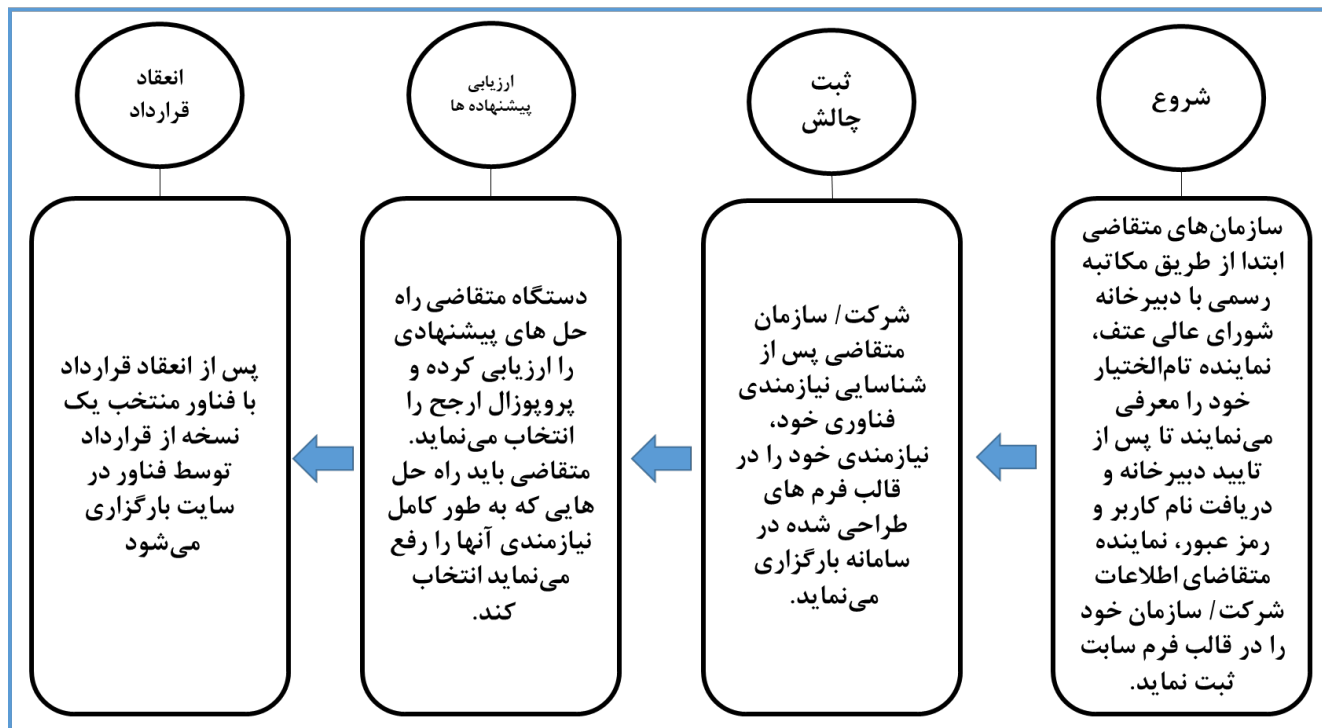 شروع
سازمان‌های متقاضی
ابتدا از طریق مکاتبه
رسمی با دبیرخانه
شورای عالی عتف،
نماینده تام‌الختیار
خود را معرفی
می‌نمایند تا پس از
تایید دبیرخانه و
دریافت نام کاربر و
رمز عبور، نماینده
متقاضای اطلاعات
شرکت/ سازمان خود
را در قالب فرم سابت
ثبت نماید.
ثبت
چالش
شرکت/ سازمان
متقاضی پس از
شناسایی نیازمندی
فناوری خود،
نیازمندی خود را در
قالب فرم های
طراحی شده در
سامانه بارگزاری
می‌نماید.
ارزیابی
پیشنهاده ها
دستگاه متقاضی راه
حل های پیشنهادی
را ارزیابی کرده و
پروپوزال ارجح را
انتخاب می‌نماید.
متقاضی باید راه حل
هایی که به طور کامل
نیازمندی آنها را رفع
می‌نماید انتخاب
کند.
انعقاد
قرارداد
پس از انعقاد قرارداد
با فناور منتخب یک
نسخه از قرارداد
توسط فناور در
سایت بارگزاری
می‌شود